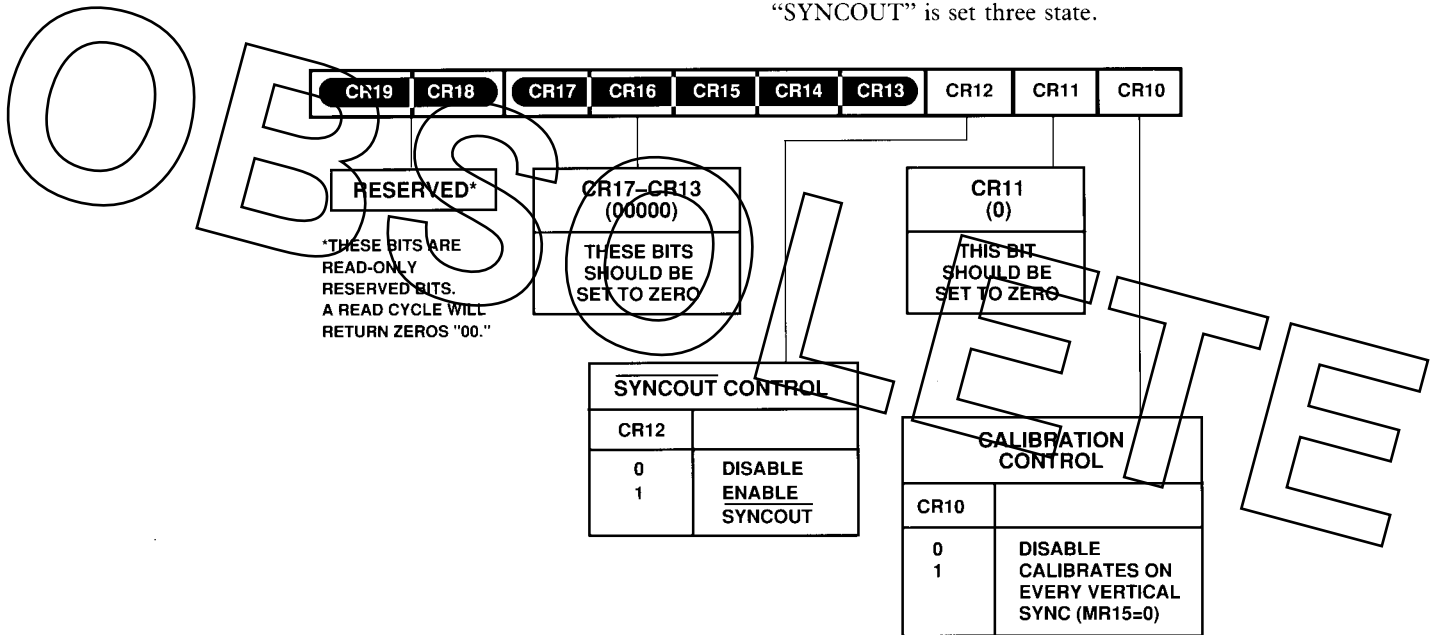 "SYNCOUT" is set three state.
CR19 CR18 CR17 CR16 CR15 CR14 CR13 CR12 CR11 CR10
RESERVED*
*THESE BITS ARE
READ-ONLY
RESERVED BITS.
A READ CYCLE WILL
RETURN ZEROS "00."
CR17–CR13
(00000)
THESE BITS
SHOULD BE
SET TO ZERO
CR11
(0)
THIS BIT
SHOULD BE
SET TO ZERO
SYNCOUT CONTROL
CR12
0 DISABLE
1 ENABLE
SYNCOUT
CALIBRATION
CONTROL
CR10
0 DISABLE
1 CALIBRATES ON
EVERY VERTICAL
SYNC (MR15=0)
OBSOLETE